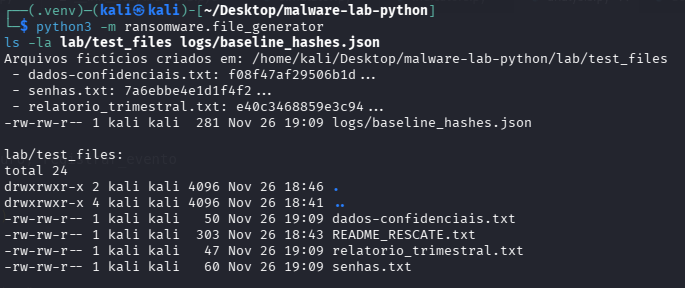 ┌──(.venv)─(kali㉿kali)-[~/Desktop/malware-lab-python]
└─$ python3 -m ransomware.file_generator
ls -la lab/test_files logs/baseline_hashes.json
Arquivos fictícios criados em: /home/kali/Desktop/malware-lab-python/lab/test_files
 - dados-confidenciais.txt: f08f47af29506b1d...
 - senhas.txt: 7a6ebbe4e1d1f4f2...
 - relatorio_trimestral.txt: e40c3468859e3c94...
-rw-rw-r-- 1 kali kali  281 Nov 26 19:09 logs/baseline_hashes.json
evento
lab/test_files:
total 24
drwxrwxr-x 2 kali kali 4096 Nov 26 18:46 .
drwxrwxr-x 4 kali kali 4096 Nov 26 18:41 ..
-rw-rw-r-- 1 kali kali   50 Nov 26 19:09 dados-confidenciais.txt
-rw-rw-r-- 1 kali kali  303 Nov 26 18:43 README_RESCATE.txt
-rw-rw-r-- 1 kali kali   47 Nov 26 19:09 relatorio_trimestral.txt
-rw-rw-r-- 1 kali kali   60 Nov 26 19:09 senhas.txt